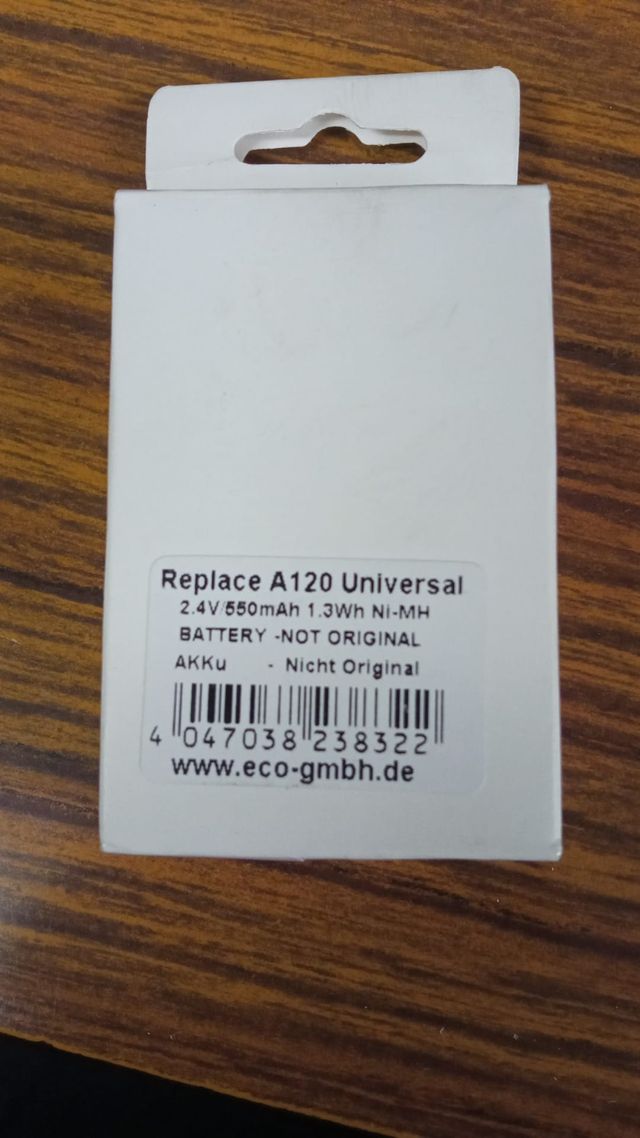 Replace A120 Universal
2.4V/550mAh 1.3Wh Ni-MH
BATTERY -NOT ORIGINAL
AKKu - Nicht Original
4 047038 238322
www.eco-gmbh.de